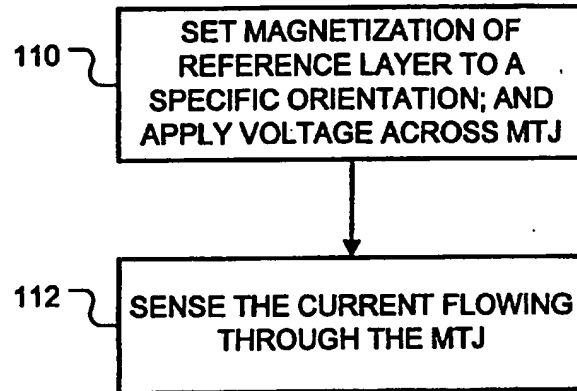 110
SET MAGNETIZATION OF
REFERENCE LAYER TO A
SPECIFIC ORIENTATION; AND
APPLY VOLTAGE ACROSS MTJ
112
SENSE THE CURRENT FLOWING
THROUGH THE MTJ